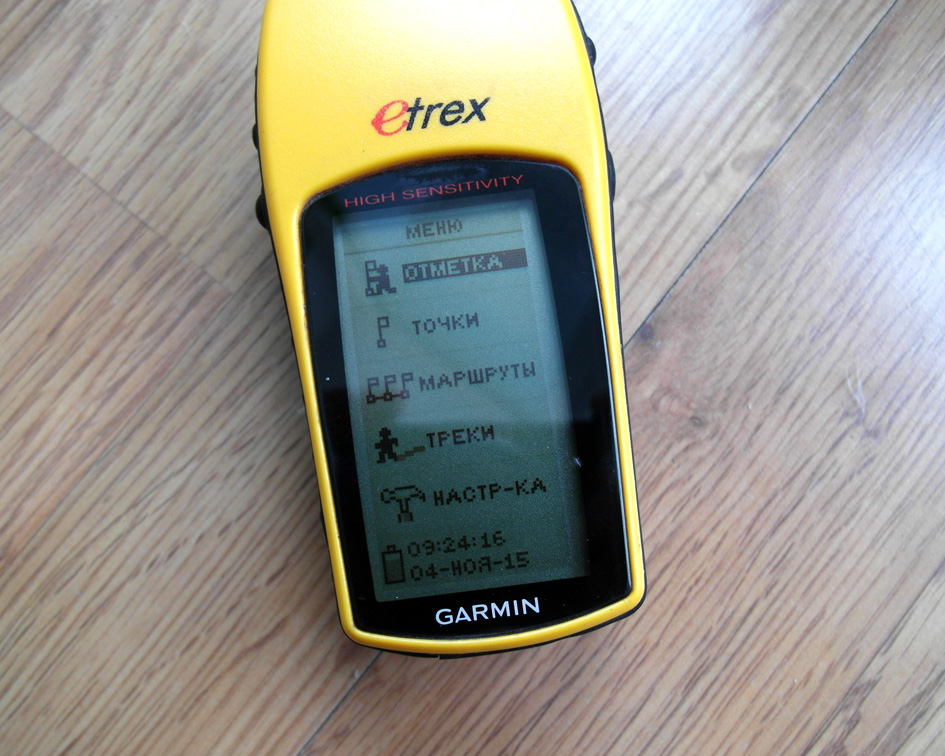 etrex
HIGH SENSITIVITY
МЕНЮ
ОТМЕТКА
ТОЧКИ
МАРШРУТЫ
ТРЕКИ
НАСТР-КА
09:24:16
04-НОЯ-15
GARMIN